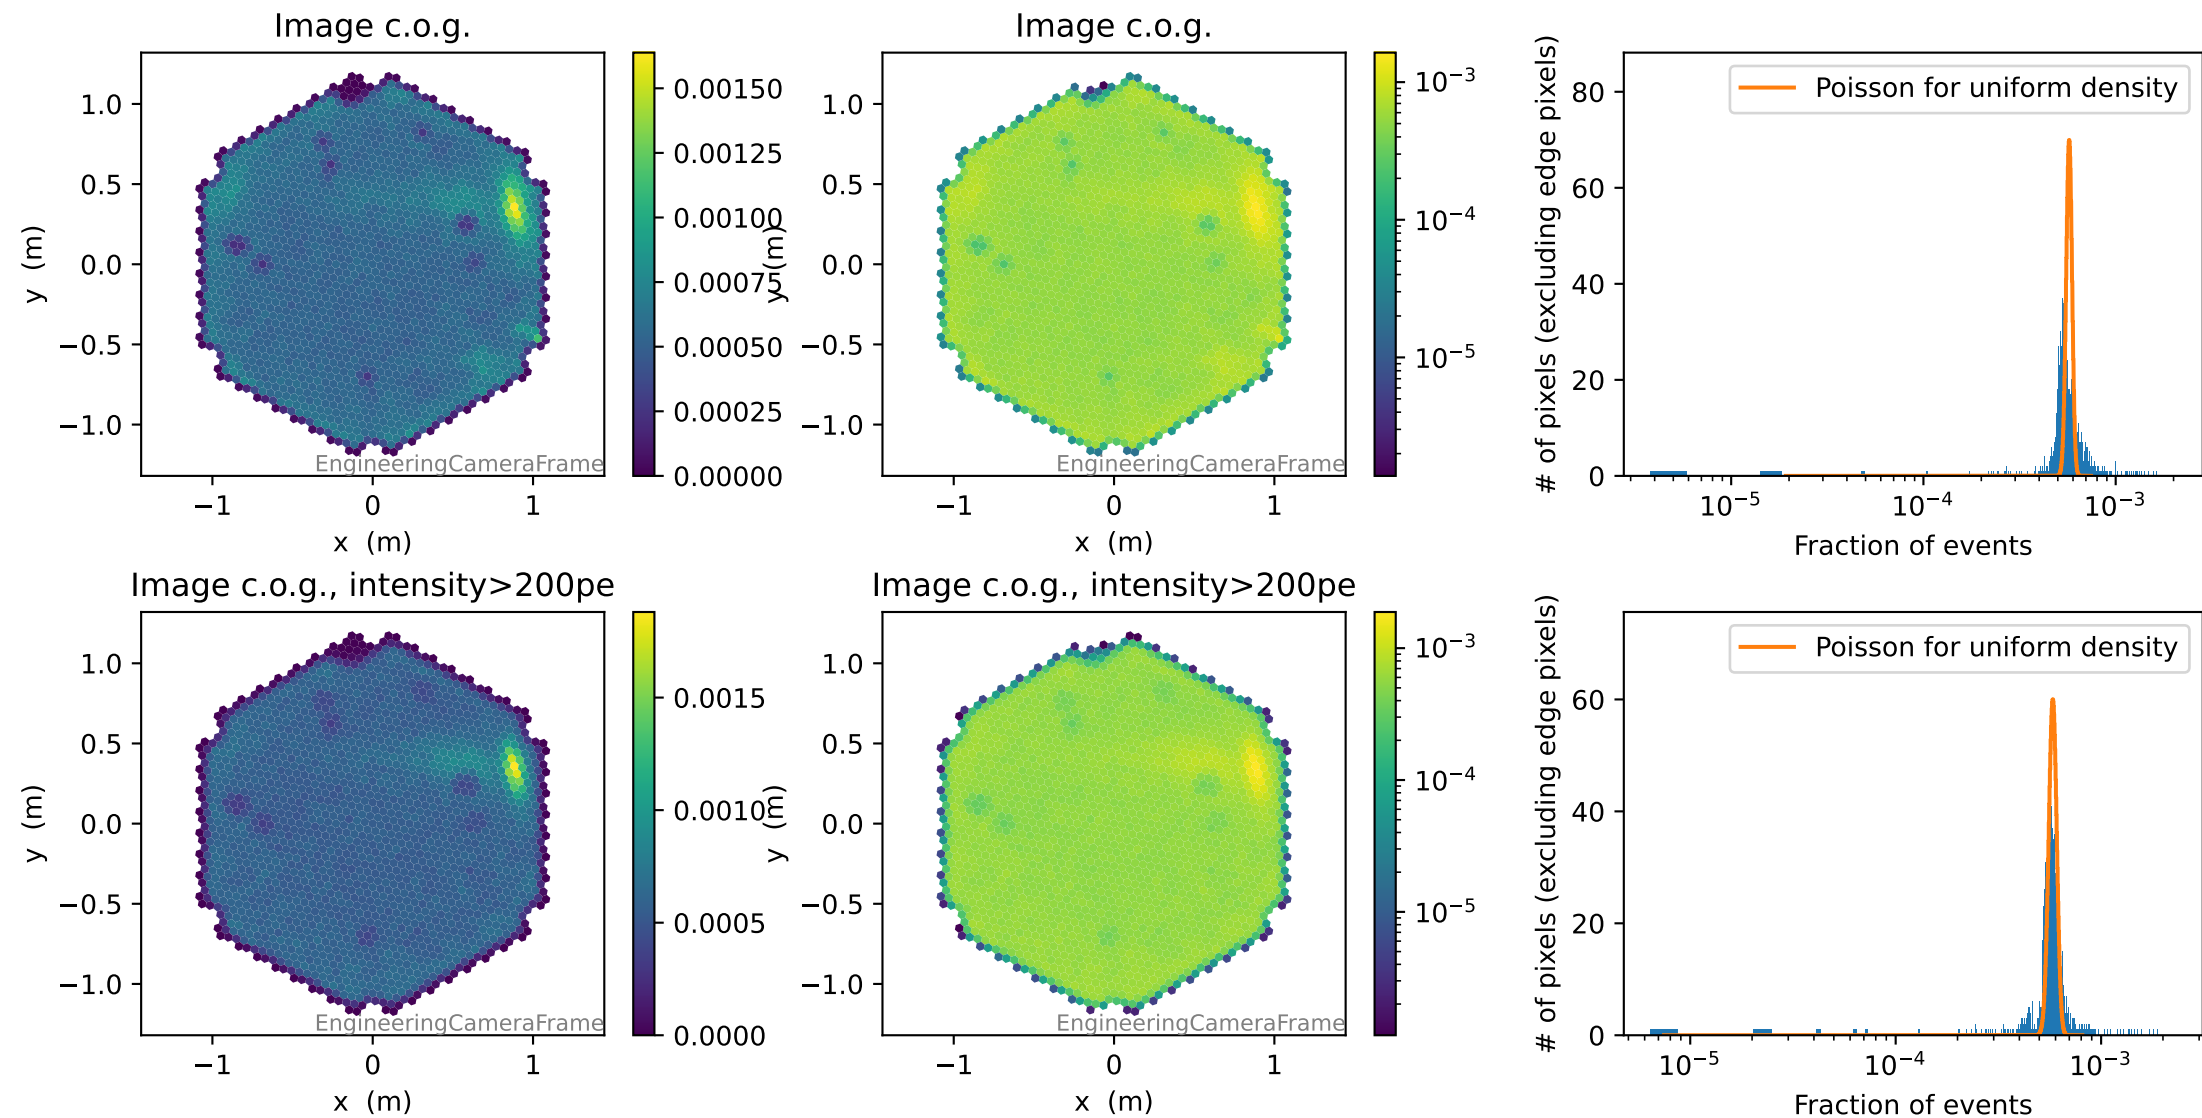 Image c.o.g.
1.0
0.5
0.0
−0.5
−1.0
−1
0
1
x (m)
y (m)
EngineeringCameraFrame
0.00150
0.00125
0.00100
0.00075
0.00050
0.00025
0.00000
Image c.o.g.
1.0
0.5
0.0
−0.5
−1.0
−1
0
1
x (m)
y (m)
EngineeringCameraFrame
10⁻³
10⁻⁴
10⁻⁵
# of pixels (excluding edge pixels)
80
60
40
20
0
Poisson for uniform density
10⁻⁵
10⁻⁴
10⁻³
Fraction of events
Image c.o.g., intensity>200pe
1.0
0.5
0.0
−0.5
−1.0
−1
0
1
x (m)
y (m)
EngineeringCameraFrame
0.0015
0.0010
0.0005
0.0000
Image c.o.g., intensity>200pe
1.0
0.5
0.0
−0.5
−1.0
−1
0
1
x (m)
y (m)
EngineeringCameraFrame
10⁻³
10⁻⁴
10⁻⁵
# of pixels (excluding edge pixels)
60
40
20
0
Poisson for uniform density
10⁻⁵
10⁻⁴
10⁻³
Fraction of events